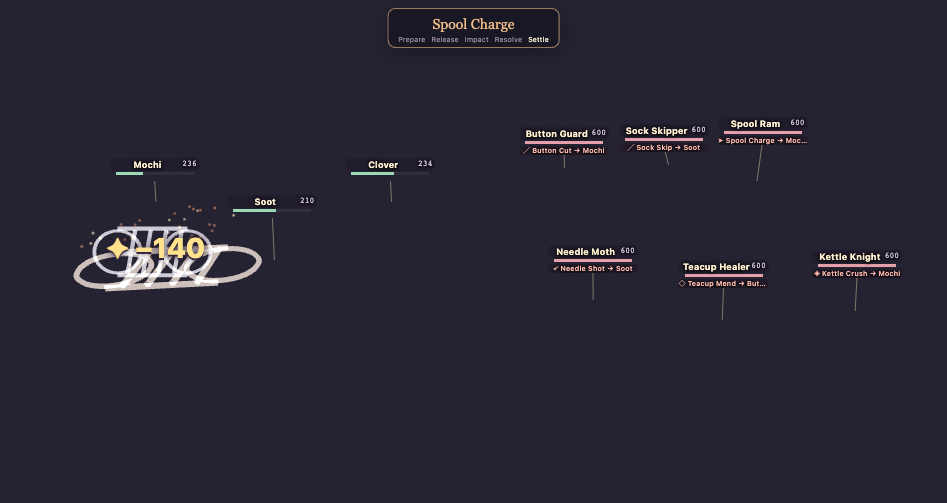 Spool Charge
Prepare Release Impact Resolve Settle
Spool Ram 600
➤ Spool Charge → Moc...
Button Guard 600
⟋ Button Cut → Mochi
Sock Skipper 600
⟋ Sock Skip → Soot
Mochi 236
Clover 234
Soot 210
✦ −140
Needle Moth 600
➶ Needle Shot → Soot
Teacup Healer 600
◇ Teacup Mend → But...
Kettle Knight 600
◈ Kettle Crush → Mochi